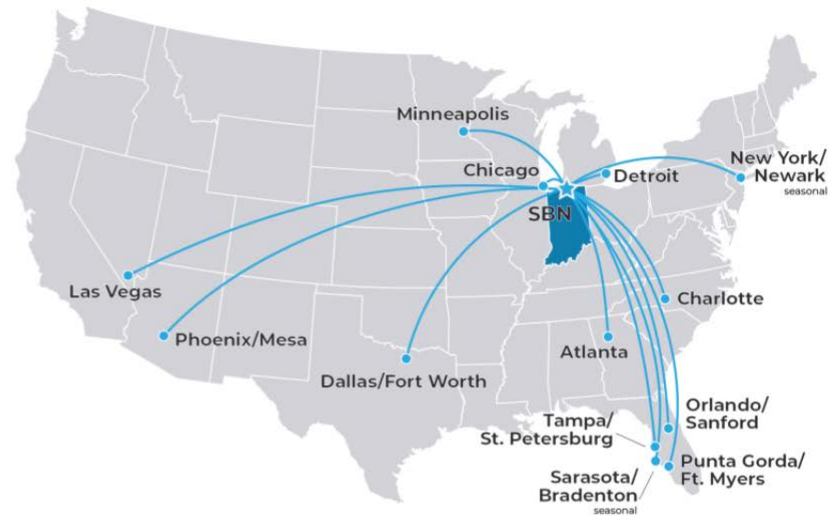 Minneapolis
Chicago
Detroit
New York/
Newark
seasonal
SBN
Las Vegas
Charlotte
Phoenix/Mesa
Atlanta
Dallas/Fort Worth
Orlando/
Sanford
Tampa/
St. Petersburg
Punta Gorda/
Ft. Myers
Sarasota/
Bradenton
seasonal